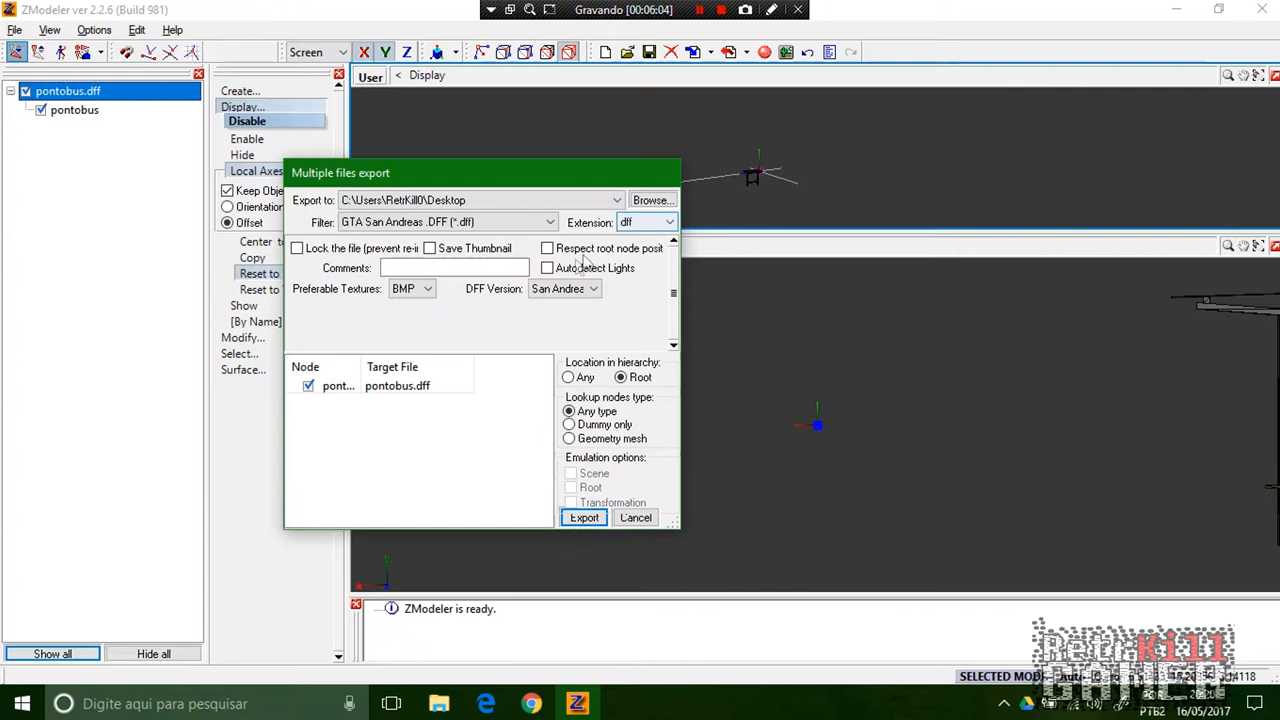 ZModeler ver 2.2.6 (Build 981)
Gravando [00:06:04]
File View Options Edit Help
Screen X Y Z
pontobus.dff
pontobus
Show all Hide all
Create...
Display...
Disable
Enable
Hide
Local Axes
Keep Obje
Orientation
Offset
Center
Copy
Reset to
Reset to
Show
[By Name]
Modify...
Select...
Surface...
User < Display
Multiple files export
Export to: C:\Users\RetrKill0\Desktop Browse...
Filter: GTA San Andreas .DFF (*.dff) Extension: dff
Lock the file (prevent re-i Save Thumbnail Respect root node posit
Comments: Autodetect Lights
Preferable Textures: BMP DFF Version: San Andrea
Node Target File
pont... pontobus.dff
Location in hierarchy:
Any Root
Lookup nodes type:
Any type
Dummy only
Geometry mesh
Emulation options:
Scene
Root
Transformation
Export Cancel
ZModeler is ready.
SELECTED MODE
RetrKill
GAMER
Digite aqui para pesquisar
PTB2 16/05/2017